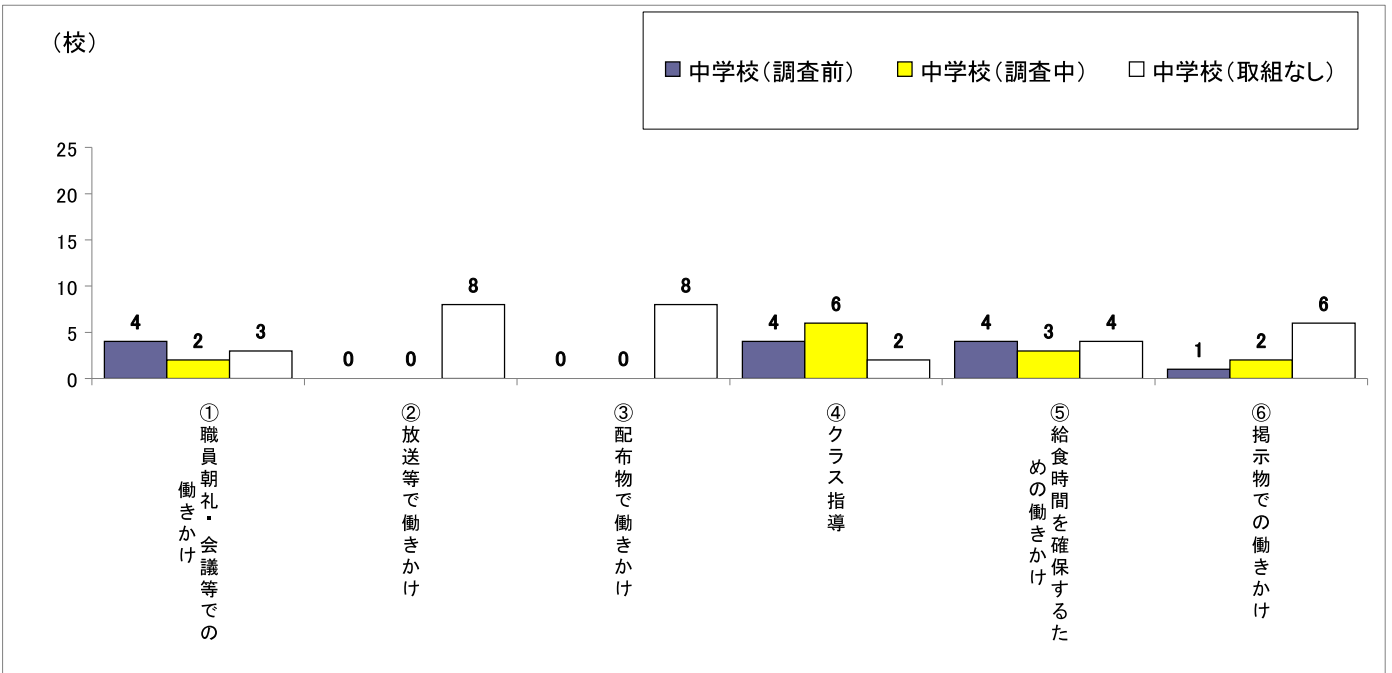 （校）
中学校（調査前）
中学校（調査中）
中学校（取組なし）
25
20
15
10
5
0
4
2
3
0
0
8
0
0
8
4
6
2
4
3
4
1
2
6
①職員朝礼・会議等での
働きかけ
②放送等で働きかけ
③配布物で働きかけ
④クラス指導
⑤給食時間を確保するた
めの働きかけ
⑥掲示物での働きかけ